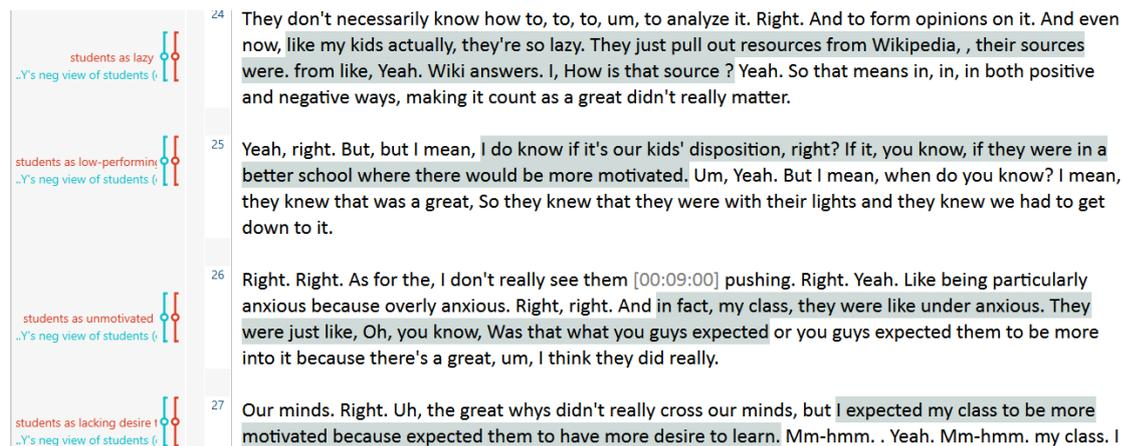 24
They don't necessarily know how to, to, to, um, to analyze it. Right. And to form opinions on it. And even
now, like my kids actually, they're so lazy. They just pull out resources from Wikipedia, , their sources
students as lazy
were. from like, Yeah. Wiki answers. I, How is that source ? Yeah. So that means in, in, in both positive
..Y's neg view of students (
and negative ways, making it count as a great didn't really matter.
25
Yeah, right. But, but I mean, I do know if it's our kids' disposition, right? If it, you know, if they were in a
students as low-performing
better school where there would be more motivated. Um, Yeah. But I mean, when do you know? I mean,
..Y's neg view of students (
they knew that was a great, So they knew that they were with their lights and they knew we had to get
down to it.
26
Right. Right. As for the, I don't really see them [00:09:00] pushing. Right. Yeah. Like being particularly
anxious because overly anxious. Right, right. And in fact, my class, they were like under anxious. They
students as unmotivated
were just like, Oh, you know, Was that what you guys expected or you guys expected them to be more
..Y's neg view of students (
into it because there's a great, um, I think they did really.
27
Our minds. Right. Uh, the great whys didn't really cross our minds, but I expected my class to be more
students as lacking desire
motivated because expected them to have more desire to learn. Mm-hmm. . Yeah. Mm-hmm. my class. I
..Y's neg view of students (